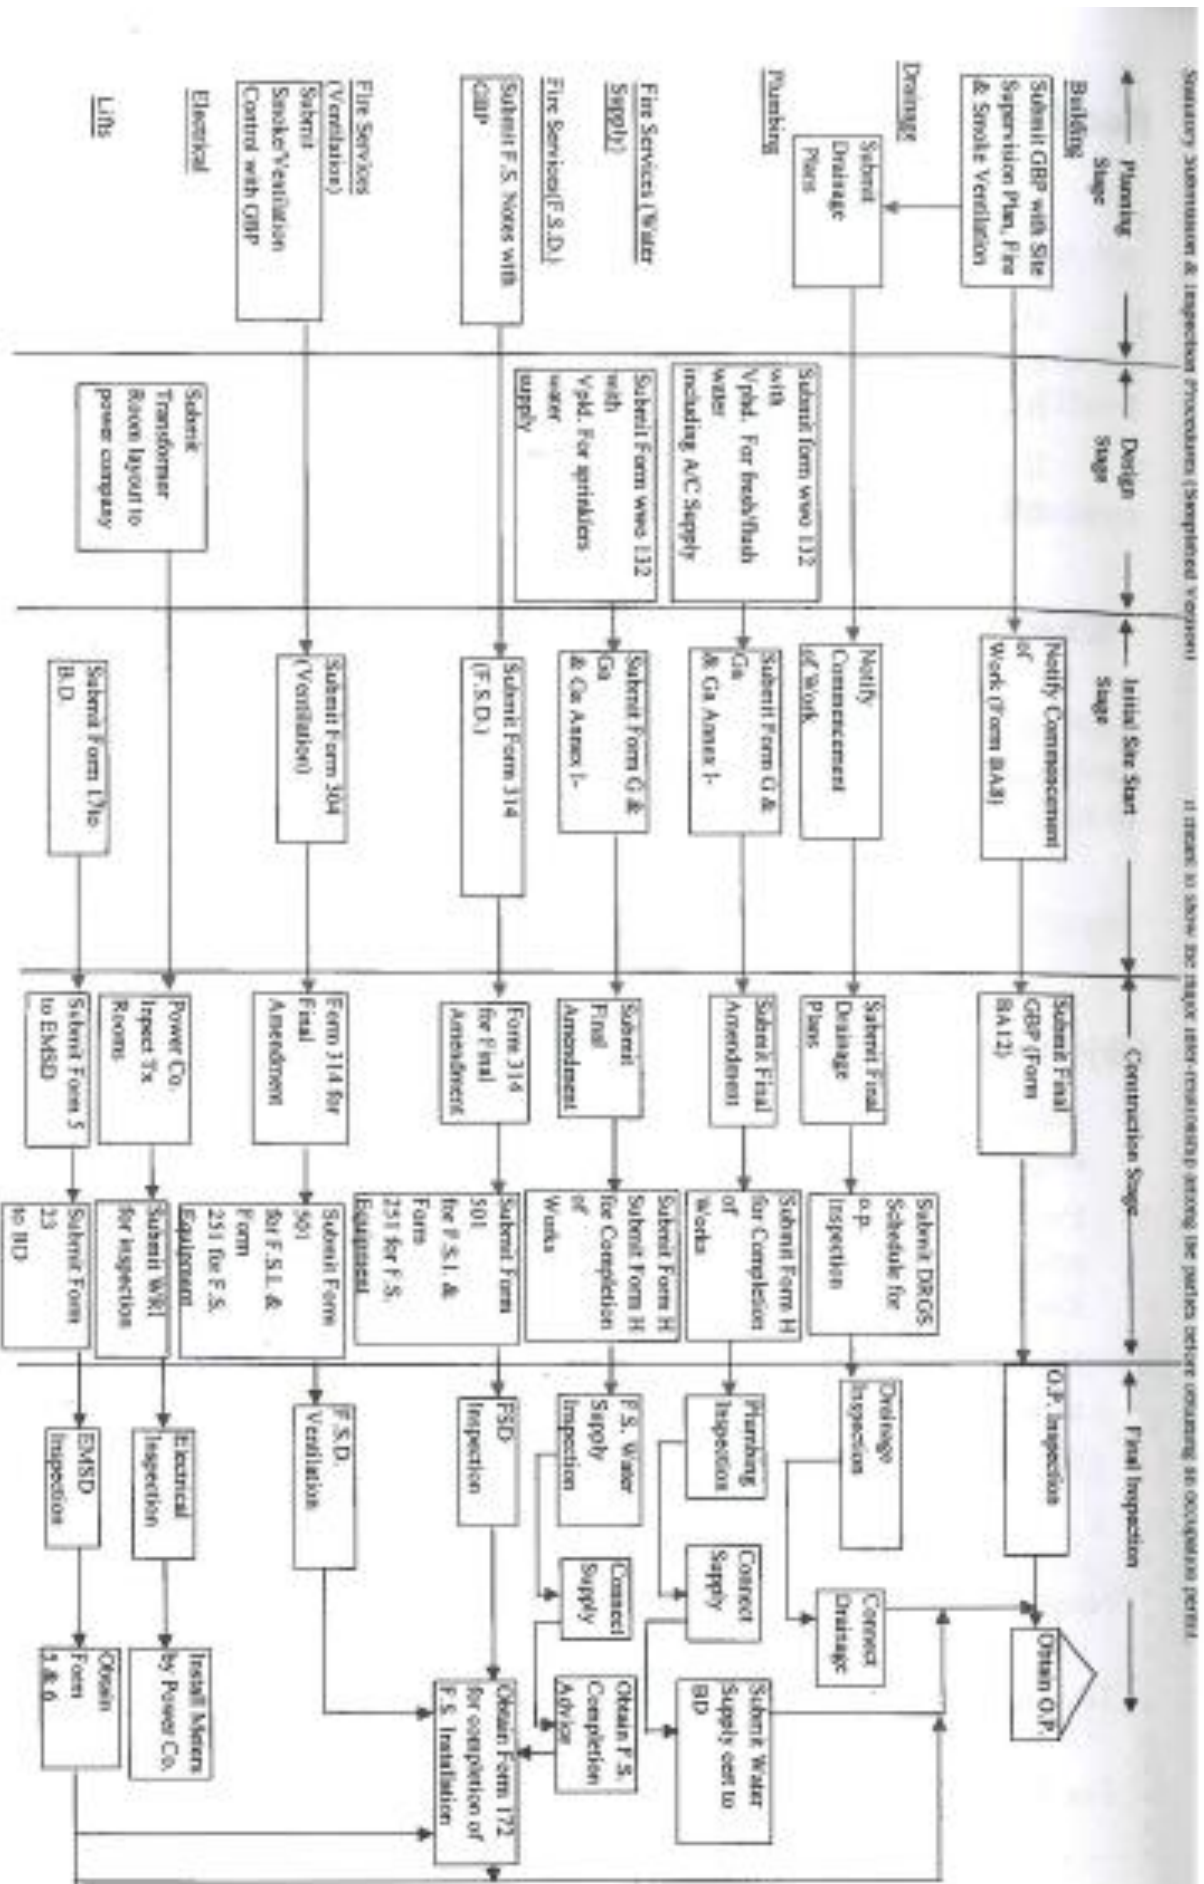 Statutory Submission & Inspection Procedures (Simplified Version)
it meant to show the major inter-relationship among the parties before obtaining an occupation permit
Planning
Stage
Design
Stage
Initial Site Start
Stage
Contruction Stage
Final Inspection
Building
Submit GBP with Site
Supervision Plan, Fire
& Smoke Ventilation
Notify Commencement
of
Work (Form BA8)
Submit Final
GBP (Form
BA12)
O.P. Inspection
Obtain O.P.
Drainage
Submit
Drainage
Plans
Notify
Commencement
of Work
Submit Final
Drainage
Plans
Submit DRGS
Schedule for
o.p.
Inspection
Drainage
Inspection
Connect
Drainage
Plumbing
Submit form wwo 132
with
Vpbd. For fresh/flush
water
including A/C Supply
Submit Form G &
Ga
& Ga Annex I-
Submit Final
Amendment
Submit Form H
for Completion
of
Works
Plumbing
Inspection
Connect
Supply
Submit Water
Supply cert to
BD
Fire Services (Water
Supply)
Submit Form wwo 132
with
Vpld. For sprinklers
water
supply
Submit Form G &
Ga
& Ga Annex I-
Submit
Final
Amendment
Submit Form H
Submit Form H
for Completion
of
Works
F.S. Water
Supply
Inspection
Connect
Supply
Obtain F.S.
Completion
Advice
Fire Services(F.S.D.)
Submit F.S. Notes with
GBP
Submit Form 314
(F.S.D.)
Form 314
for Final
Amendment
Submit Form
501
for F.S.I. &
Form
251 for F.S.
Equipment
FSD
Inspection
Obtain Form 172
for completion of
F.S. Installation
Fire Services
(Ventilation)
Submit
Smoke/Ventilation
Control with GBP
Submit Form 304
(Ventilation)
Form 314 for
Final
Amendment
Submit Form
501
for F.S.I. &
Form
251 for F.S.
Equipment
F.S.D.
Ventilation
Electrical
Submit
Transformer
Room layout to
power company
Power Co.
Inpect Tx
Rooms
Submit WR1
for inspection
Electrical
Inspection
Install Meters
by Power Co.
Lifts
Submit Form 17to
B.D.
Submit Form 5
to EMSD
Submit Form
23
to BD
EMSD
Inspection
Obtain
Form
5 & 6